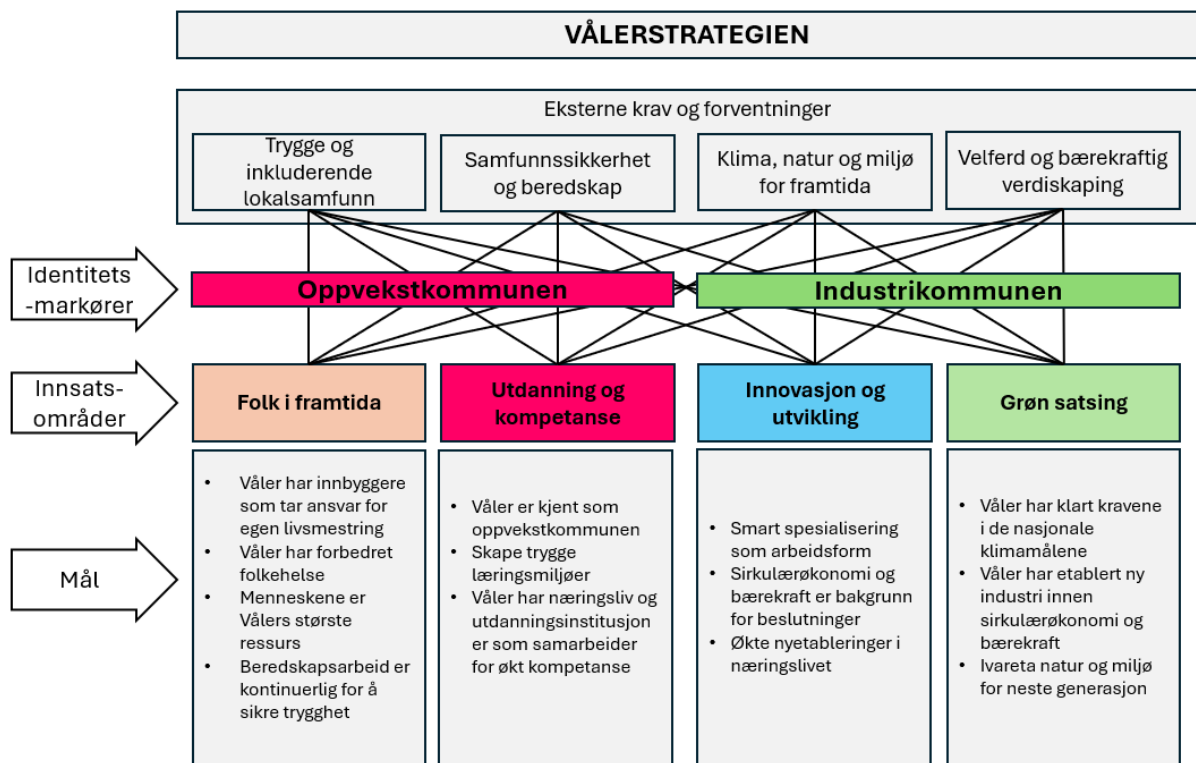 VÅLERSTRATEGIEN
Eksterne krav og forventninger
Trygge og
inkluderende
lokalsamfunn
Samfunnssikkerhet
og beredskap
Klima, natur og miljø
for framtida
Velferd og bærekraftig
verdiskaping
Identitets
-markører
Oppvekstkommunen
Industrikommunen
Innsats-
områder
Folk i framtida
Utdanning og
kompetanse
Innovasjon og
utvikling
Grøn satsing
Mål
• Våler har innbyggere
som tar ansvar for
egen livsmestring
• Våler har forbedret
folkehelse
• Menneskene er
Vålers største
ressurs
• Beredskapsarbeid er
kontinuerlig for å
sikre trygghet
• Våler er kjent som
oppvekstkommunen
• Skape trygge
læringsmiljøer
• Våler har næringsliv og
utdanningsinstitusjon
er som samarbeider
for økt kompetanse
• Smart spesialisering
som arbeidsform
• Sirkulærøkonomi og
bærekraft er bakgrunn
for beslutninger
• Økte nyetableringer i
næringslivet
• Våler har klart kravene
i de nasjonale
klimamålene
• Våler har etablert ny
industri innen
sirkulærøkonomi og
bærekraft
• Ivareta natur og miljø
for neste generasjon